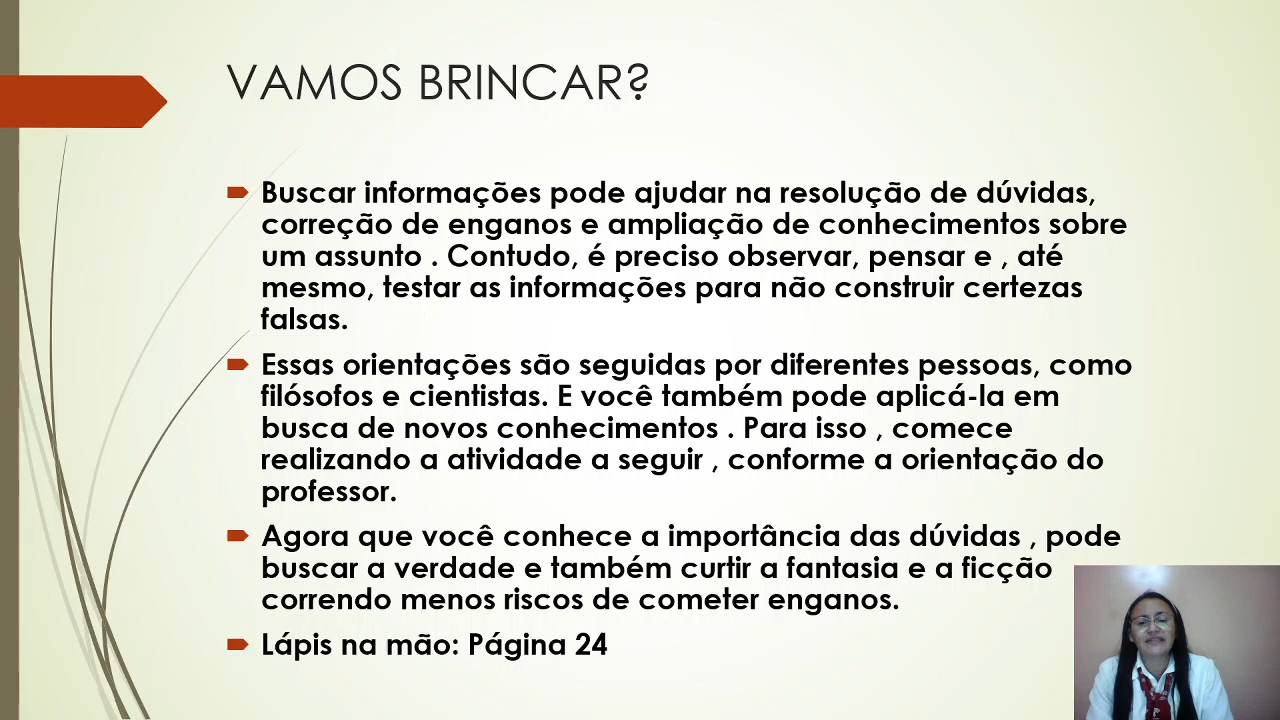 VAMOS BRINCAR?
Buscar informações pode ajudar na resolução de dúvidas,
correção de enganos e ampliação de conhecimentos sobre
um assunto . Contudo, é preciso observar, pensar e , até
mesmo, testar as informações para não construir certezas
falsas.
Essas orientações são seguidas por diferentes pessoas, como
filósofos e cientistas. E você também pode aplicá-la em
busca de novos conhecimentos . Para isso , comece
realizando a atividade a seguir , conforme a orientação do
professor.
Agora que você conhece a importância das dúvidas , pode
buscar a verdade e também curtir a fantasia e a ficção
correndo menos riscos de cometer enganos.
Lápis na mão: Página 24